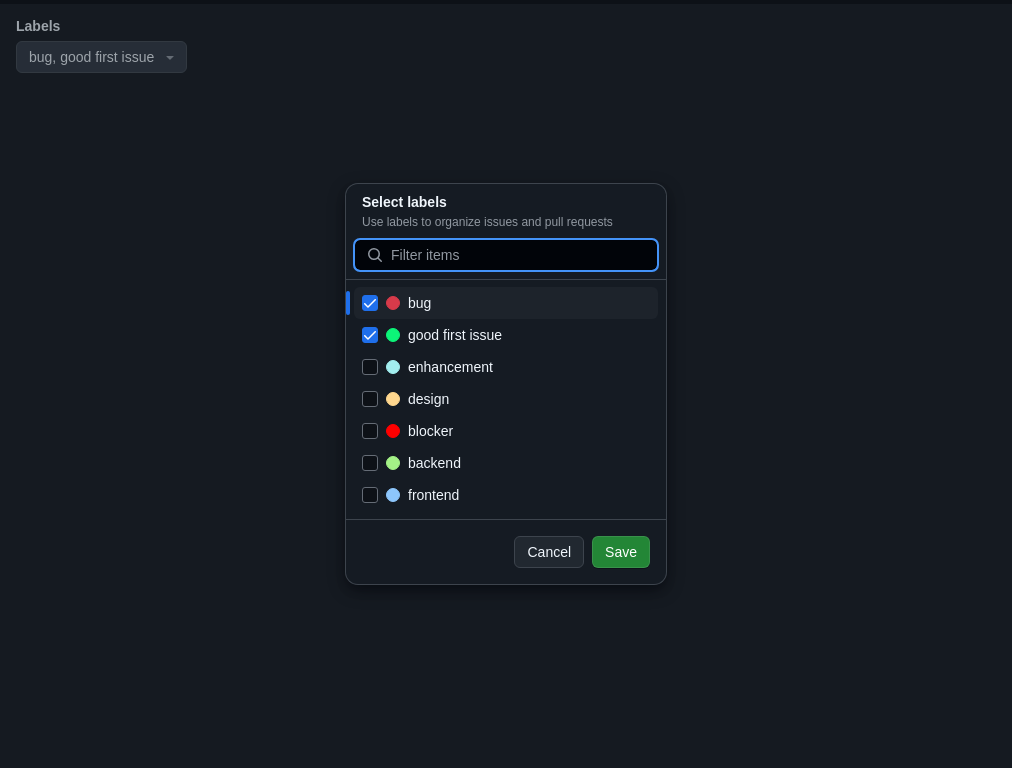 Labels
bug, good first issue
Select labels
Use labels to organize issues and pull requests
Filter items
bug
good first issue
enhancement
design
blocker
backend
frontend
Cancel Save